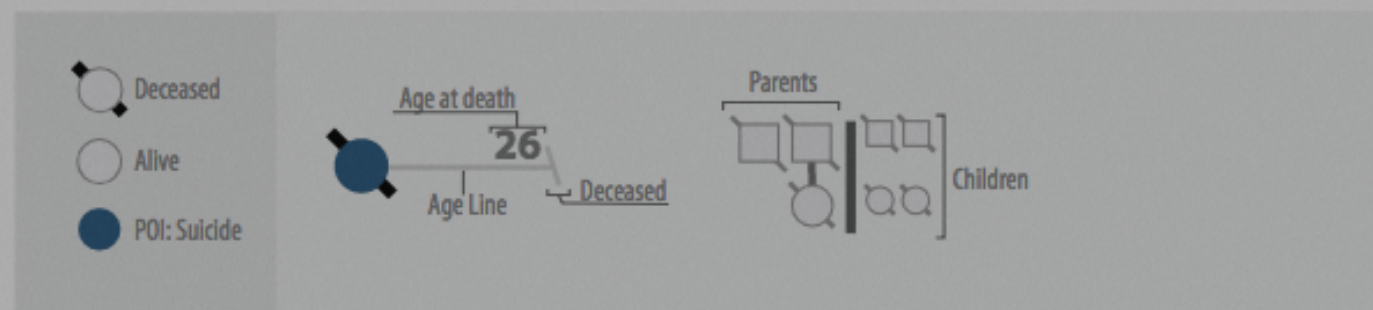 Deceased
Alive
POI: Suicide
Age at death
26
Age Line
Deceased
Parents
Children